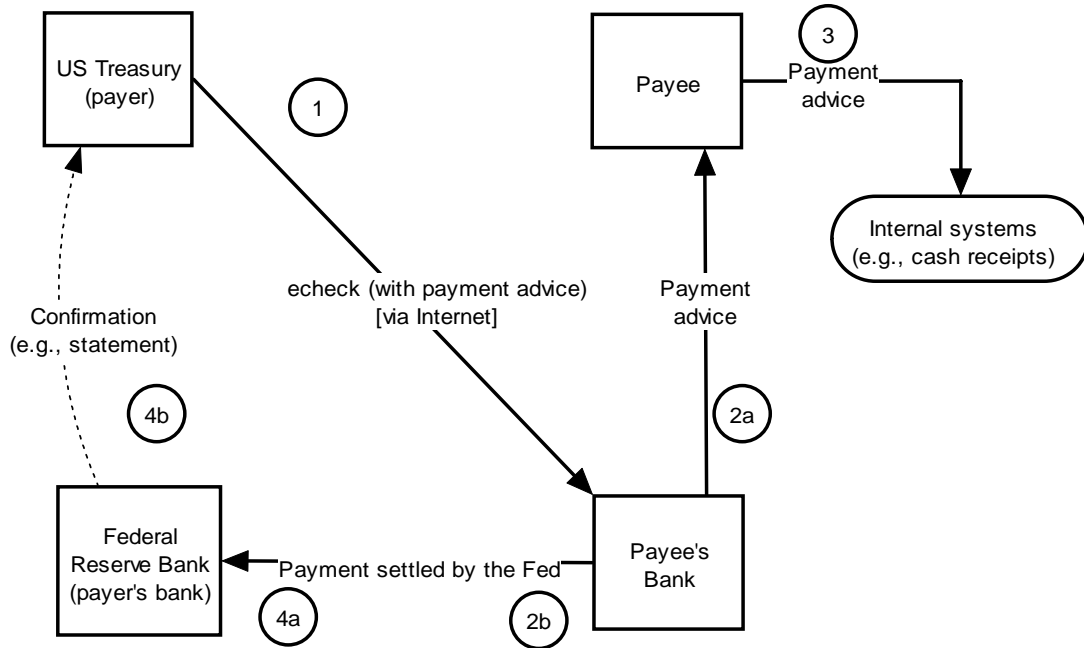 US Treasury
(payer)
1
Payee
3
Payment
advice
Internal systems
(e.g., cash receipts)
echeck (with payment advice)
[via Internet]
Payment
advice
Confirmation
(e.g., statement)
4b
2a
Federal
Reserve Bank
(payer's bank)
Payment settled by the Fed
4a
2b
Payee's
Bank